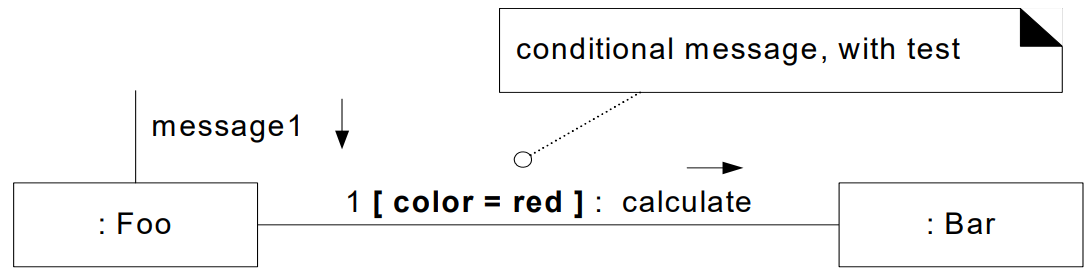 conditional message, with test
message1
1 [ color = red ] : calculate
: Foo
: Bar